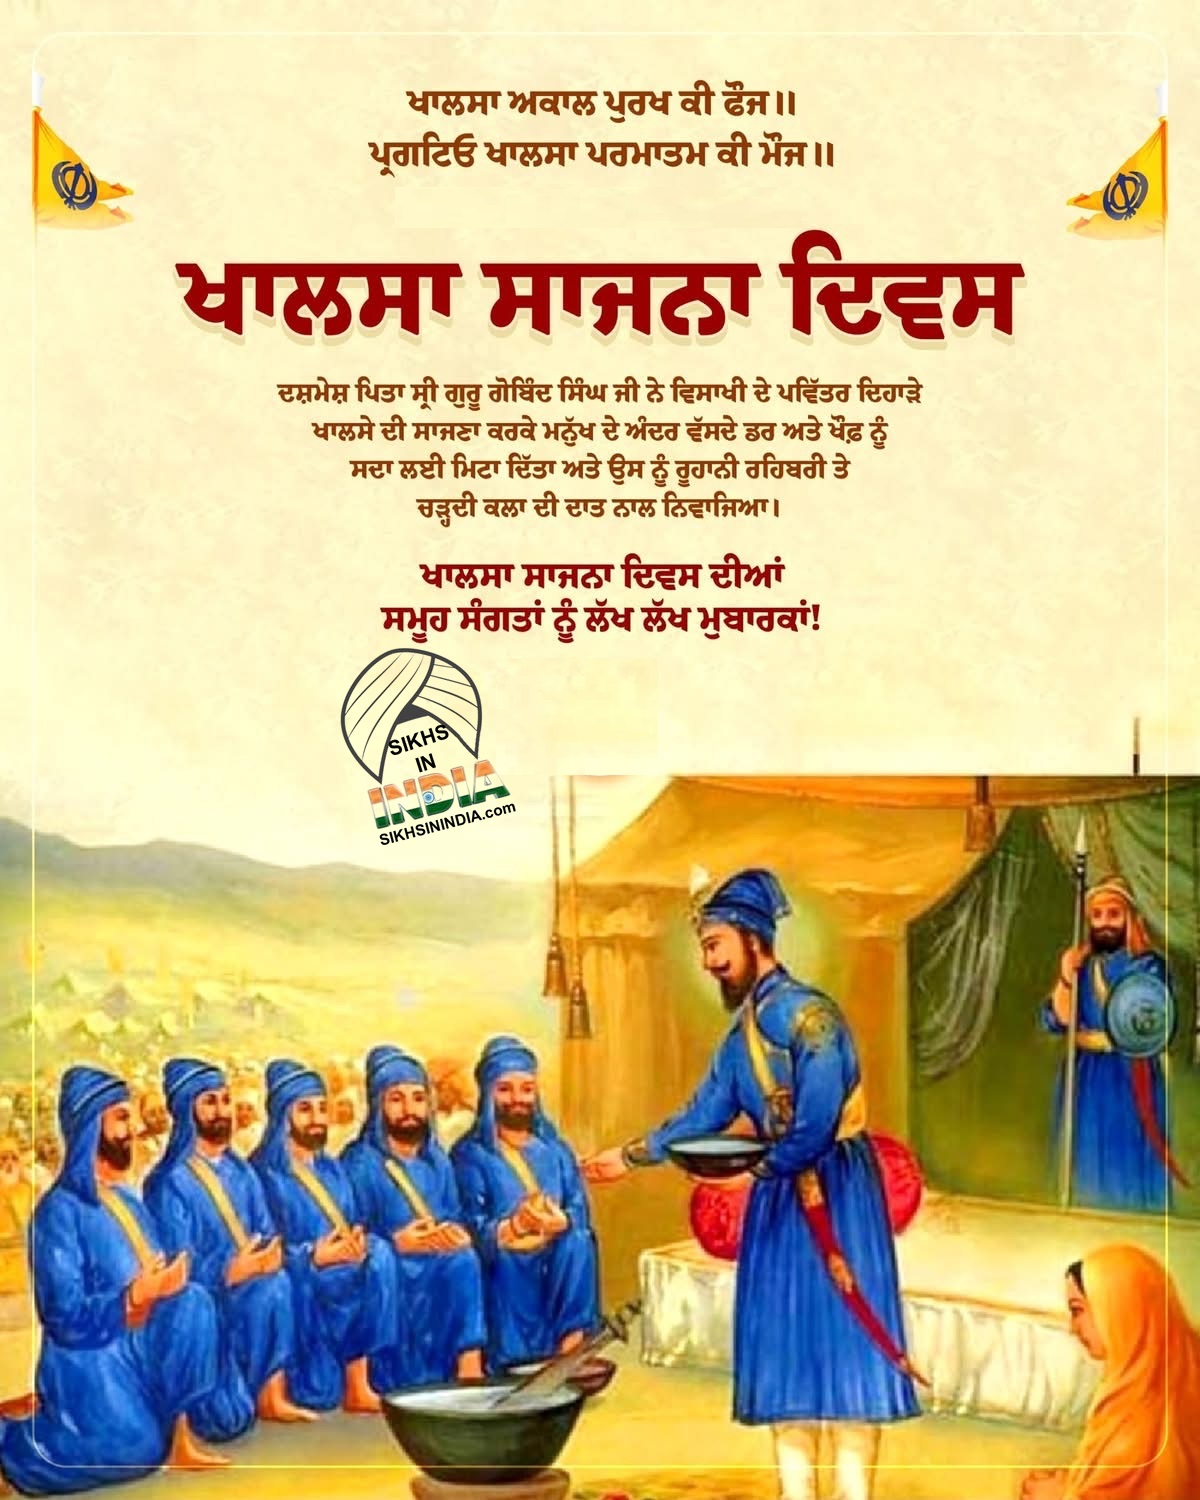 ਖਾਲਸਾ ਅਕਾਲ ਪੁਰਖ ਕੀ ਫੌਜ॥
ਪ੍ਰਗਟਿਓ ਖਾਲਸਾ ਪਰਮਾਤਮ ਕੀ ਮੌਜ॥
ਖਾਲਸਾ ਸਾਜਨਾ ਦਿਵਸ
ਦਸ਼ਮੇਸ਼ ਪਿਤਾ ਸ੍ਰੀ ਗੁਰੂ ਗੋਬਿੰਦ ਸਿੰਘ ਜੀ ਨੇ ਵਿਸਾਖੀ ਦੇ ਪਵਿੱਤਰ ਦਿਹਾੜੇ
ਖਾਲਸੇ ਦੀ ਸਾਜਣਾ ਕਰਕੇ ਮਨੁੱਖ ਦੇ ਅੰਦਰ ਵੱਸਦੇ ਡਰ ਅਤੇ ਖੌਫ਼ ਨੂੰ
ਸਦਾ ਲਈ ਮਿਟਾ ਦਿੱਤਾ ਅਤੇ ਉਸ ਨੂੰ ਰੂਹਾਨੀ ਰਹਿਬਰੀ ਤੇ
ਚੜ੍ਹਦੀ ਕਲਾ ਦੀ ਦਾਤ ਨਾਲ ਨਿਵਾਜਿਆ।
ਖਾਲਸਾ ਸਾਜਨਾ ਦਿਵਸ ਦੀਆਂ
ਸਮੂਹ ਸੰਗਤਾਂ ਨੂੰ ਲੱਖ ਲੱਖ ਮੁਬਾਰਕਾਂ!
SIKHS
IN
INDIA
SIKHSININDIA.com